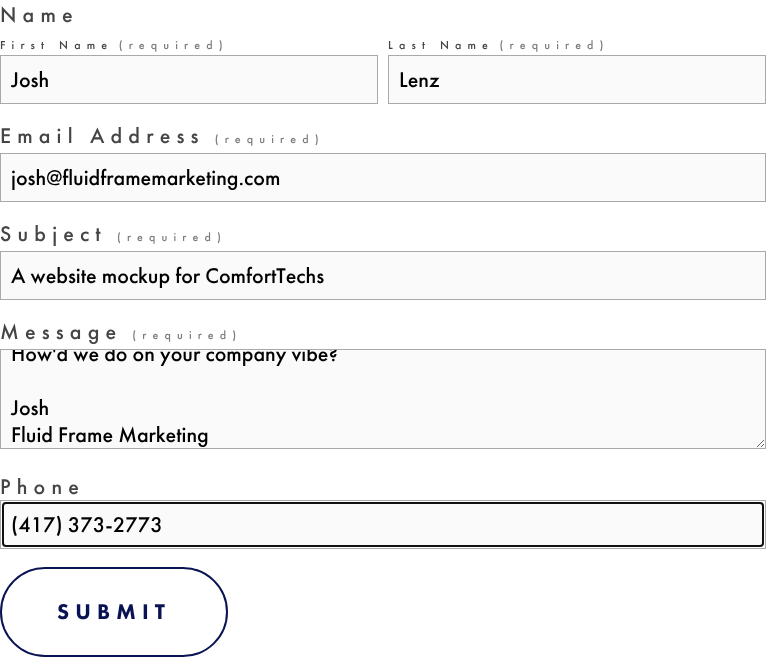 Name
First Name (required) Last Name (required)
Josh Lenz
Email Address (required)
josh@fluidframemarketing.com
Subject (required)
A website mockup for ComfortTechs
Message (required)
How'd we do on your company vibe?
Josh
Fluid Frame Marketing
Phone
(417) 373-2773
SUBMIT